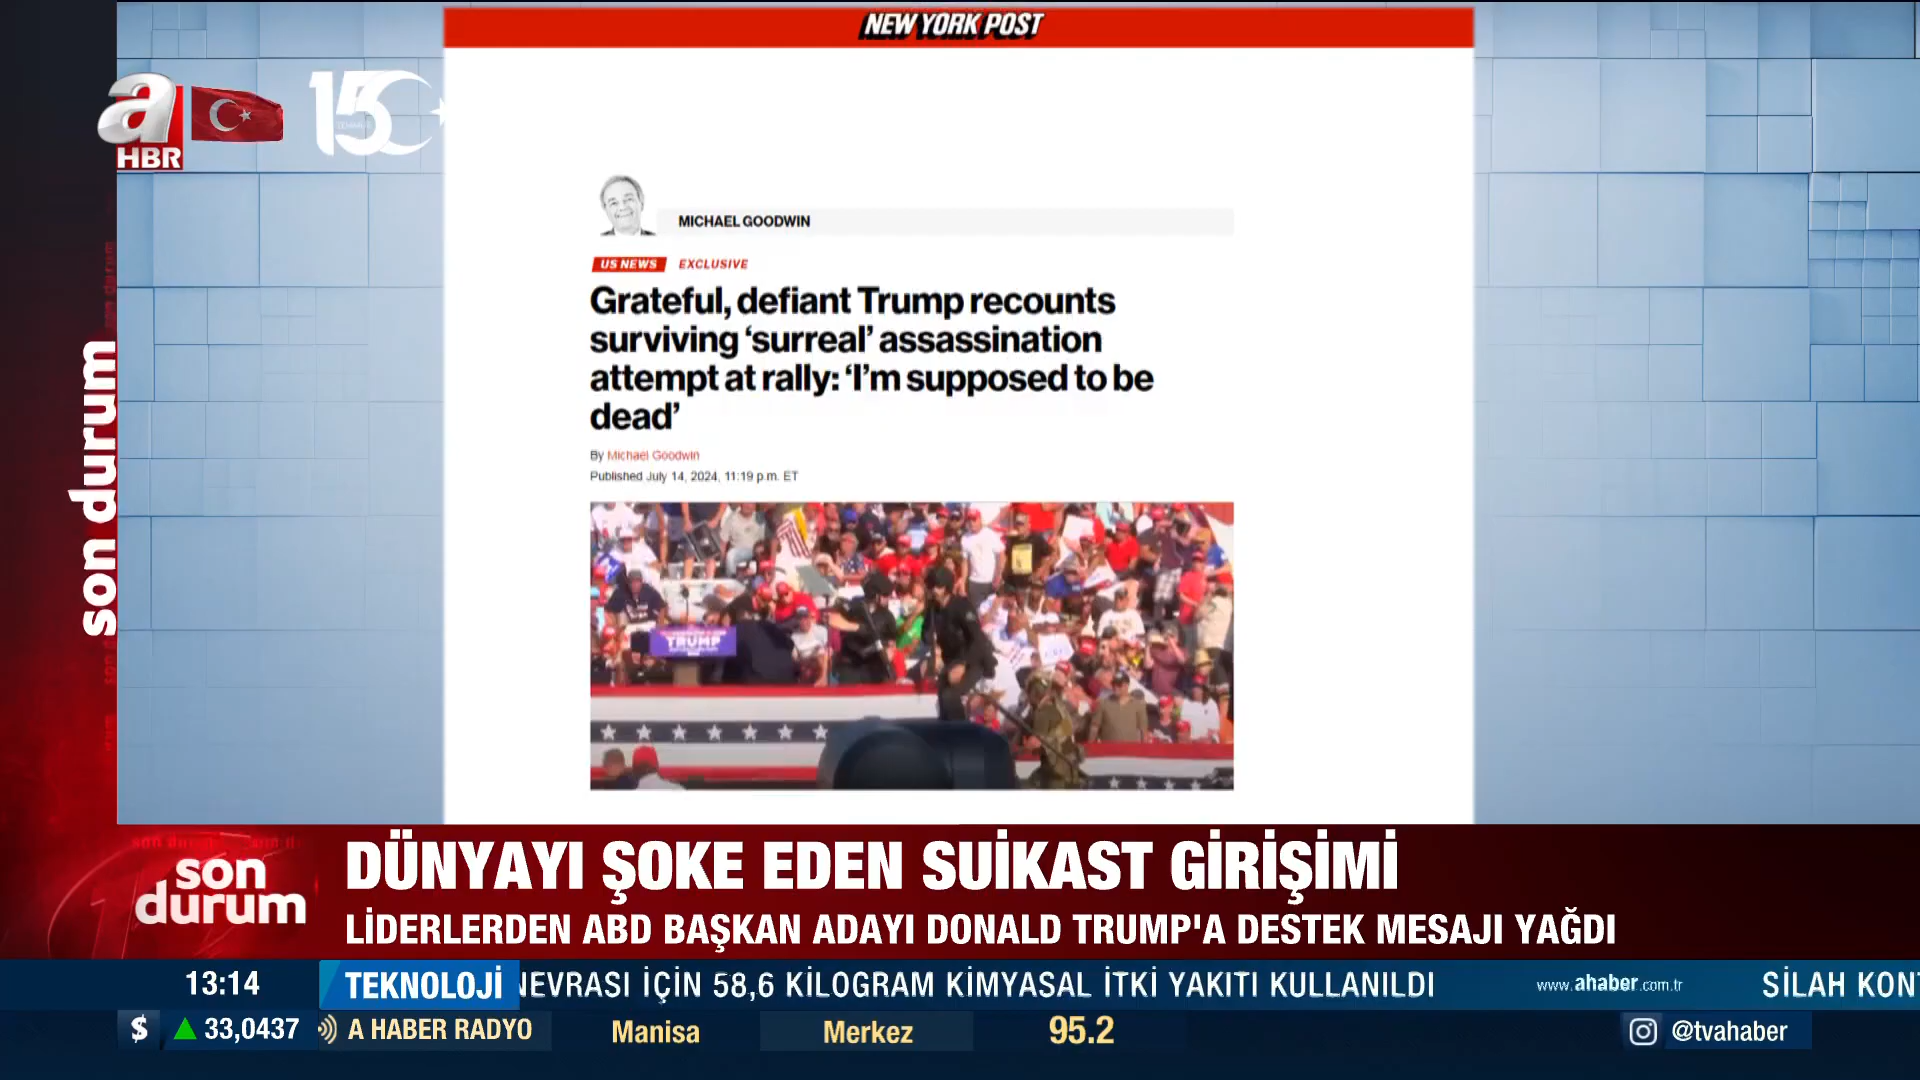 NEW YORK POST
a
HBR
15
TEMMUZ
MICHAEL GOODWIN
US NEWS EXCLUSIVE
Grateful, defiant Trump recounts
surviving ‘surreal’ assassination
attempt at rally: ‘I’m supposed to be
dead’
By Michael Goodwin
Published July 14, 2024, 11:19 p.m. ET
TRUMP
son durum
son
durum
DÜNYAYI ŞOKE EDEN SUİKAST GİRİŞİMİ
LİDERLERDEN ABD BAŞKAN ADAYI DONALD TRUMP'A DESTEK MESAJI YAĞDI
13:14 TEKNOLOJİ NEVRASI İÇİN 58,6 KİLOGRAM KİMYASAL İTKİ YAKITI KULLANILDI www.ahaber.com.tr SİLAH KONT
$ 33,0437 A HABER RADYO Manisa Merkez 95.2 @tvahaber